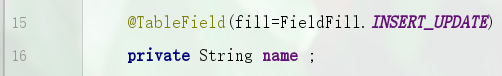 15 @TableField(fill=FieldFill.INSERT_UPDATE)
16 private String name ;